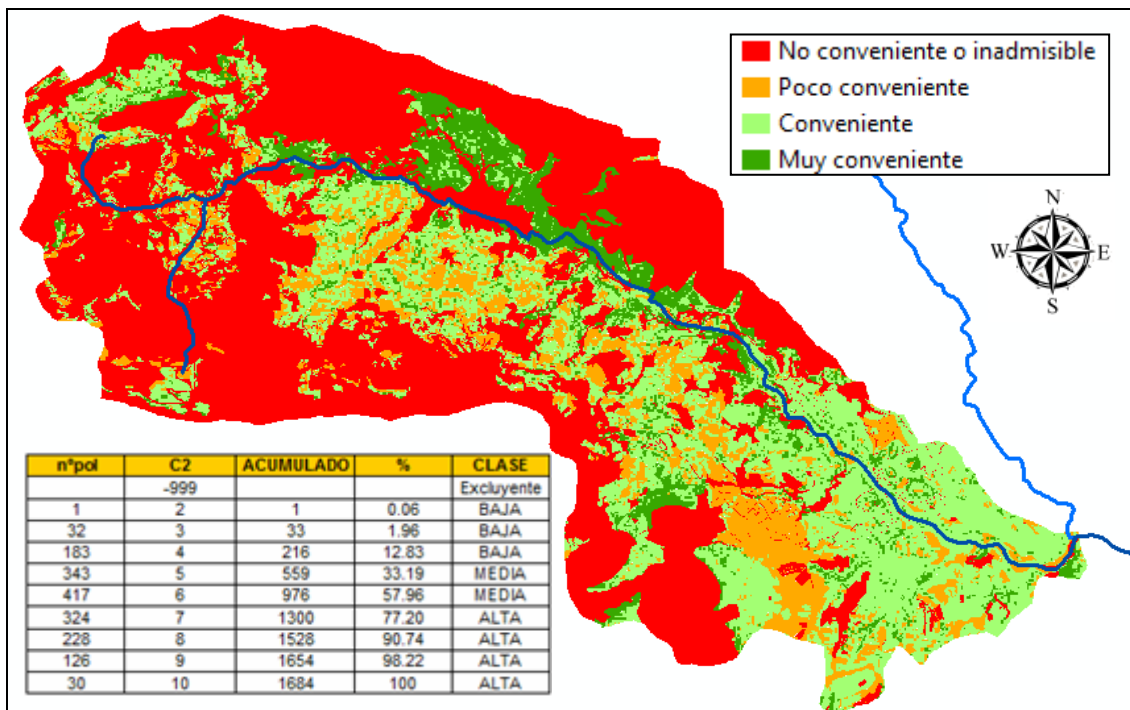 No conveniente o inadmisible
Poco conveniente
Conveniente
Muy conveniente
N
W E
S
nºpol C2 ACUMULADO % CLASE
-999 Excluyente
1 2 1 0.06 BAJA
32 3 33 1.96 BAJA
183 4 216 12.83 BAJA
343 5 559 33.19 MEDIA
417 6 976 57.96 MEDIA
324 7 1300 77.20 ALTA
228 8 1528 90.74 ALTA
126 9 1654 98.22 ALTA
30 10 1684 100 ALTA